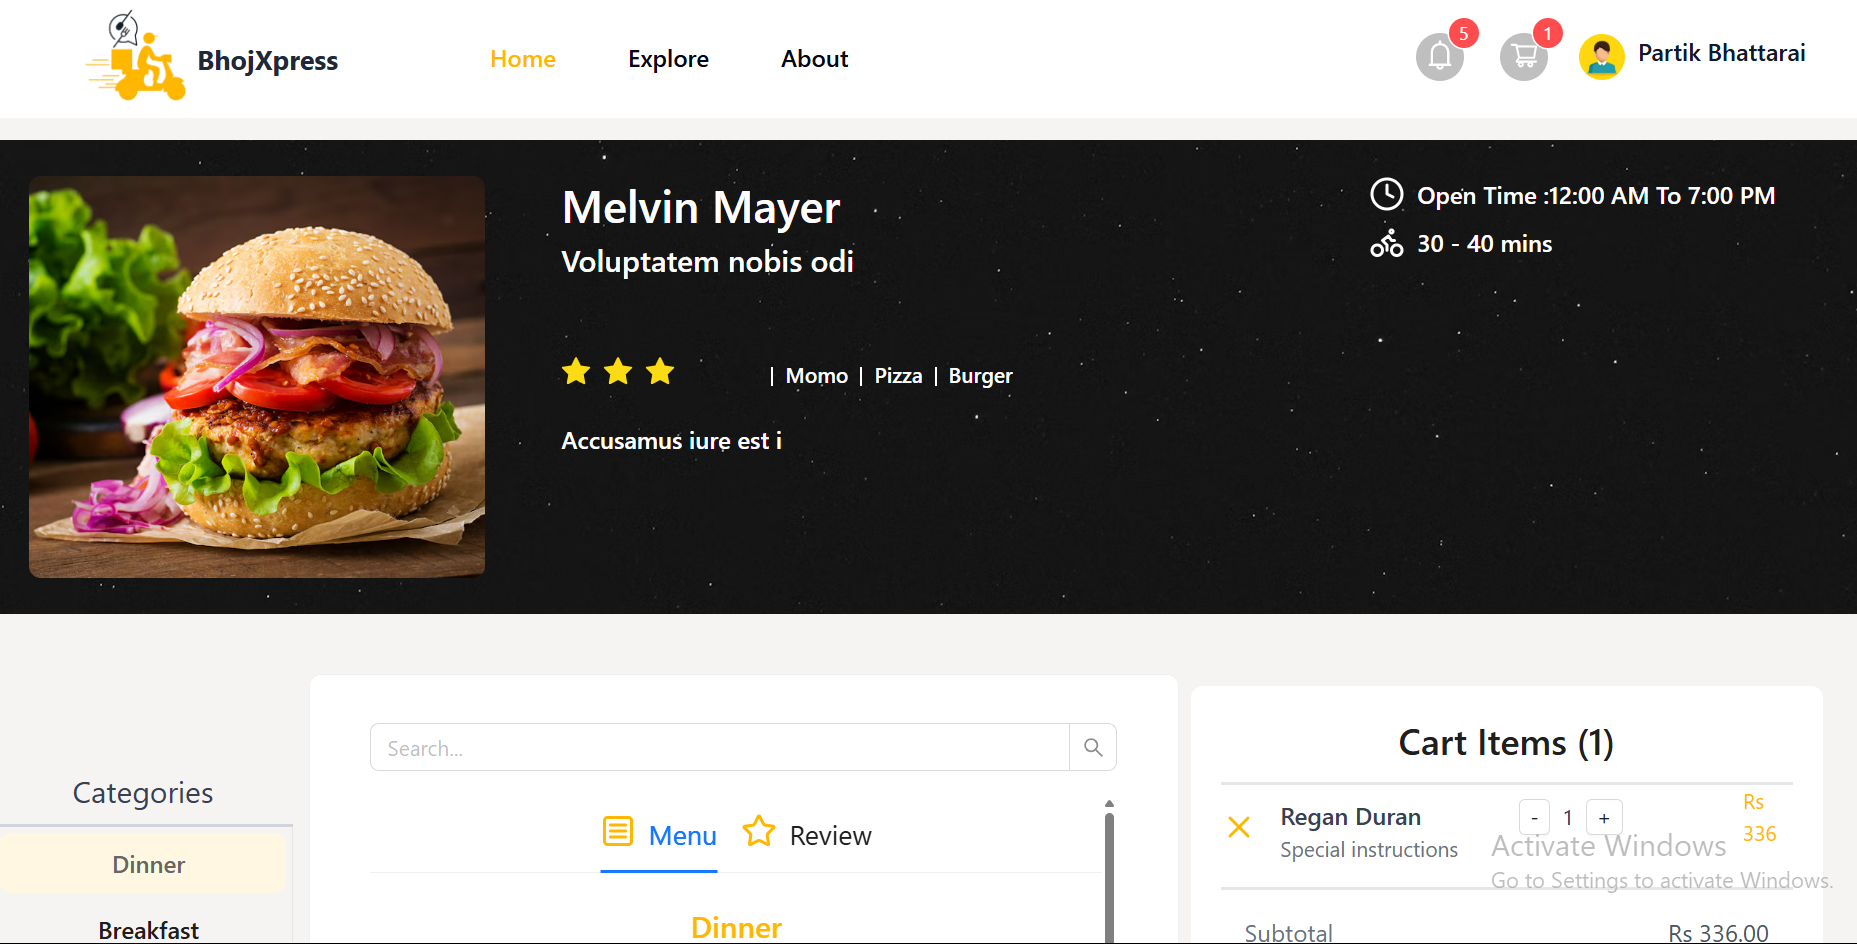 BhojXpress
Home Explore About
5
1
Partik Bhattarai
Melvin Mayer
Voluptatem nobis odi
| Momo | Pizza | Burger
Accusamus iure est i
Open Time :12:00 AM To 7:00 PM
30 - 40 mins
Categories
Dinner
Breakfast
Search...
Menu Review
Dinner
Cart Items (1)
Regan Duran - 1 + Rs 336
Special instructions
Subtotal Rs 336.00
Activate Windows
Go to Settings to activate Windows.